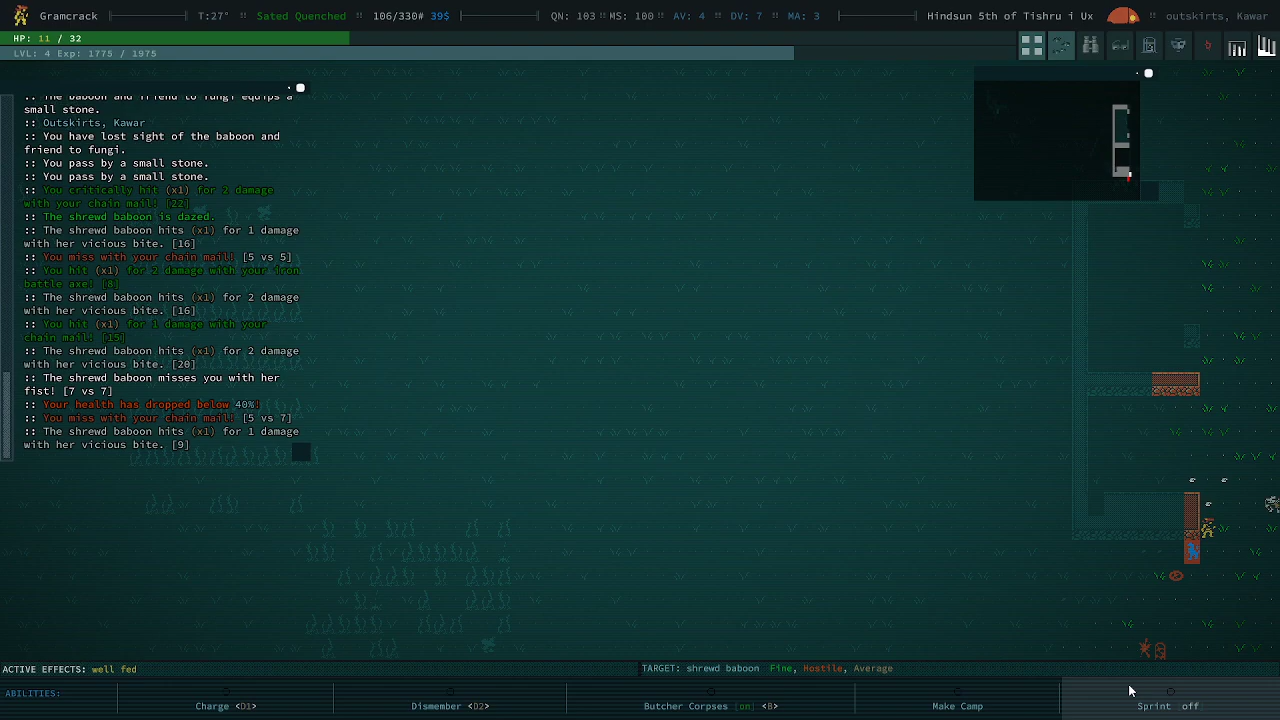 Gramcrack T:27° Sated Quenched 106/330# 39$ QN: 103 MS: 100 AV: 4 DV: 7 MA: 3 Hindsun 5th of Tishru i Ux outskirts, Kawar
HP: 11 / 32
LVL: 4 Exp: 1775 / 1975
:: The baboon and friend to fungi equips a
small stone.
:: Outskirts, Kawar
:: You have lost sight of the baboon and
friend to fungi.
:: You pass by a small stone.
:: You pass by a small stone.
:: You critically hit (x1) for 2 damage
with your chain mail! [22]
:: The shrewd baboon is dazed.
:: The shrewd baboon hits (x1) for 1 damage
with her vicious bite. [16]
:: You miss with your chain mail! [5 vs 5]
:: You hit (x1) for 2 damage with your iron
battle axe! [8]
:: The shrewd baboon hits (x1) for 2 damage
with her vicious bite. [16]
:: You hit (x1) for 1 damage with your
chain mail! [15]
:: The shrewd baboon hits (x1) for 2 damage
with her vicious bite. [20]
:: The shrewd baboon misses you with her
fist! [7 vs 7]
:: Your health has dropped below 40%!
:: You miss with your chain mail! [5 vs 7]
:: The shrewd baboon hits (x1) for 1 damage
with her vicious bite. [9]
ACTIVE EFFECTS: well fed
TARGET: shrewd baboon Fine, Hostile, Average
ABILITIES:
Charge <D1>
Dismember <D2>
Butcher Corpses [on] <B>
Make Camp
Sprint off